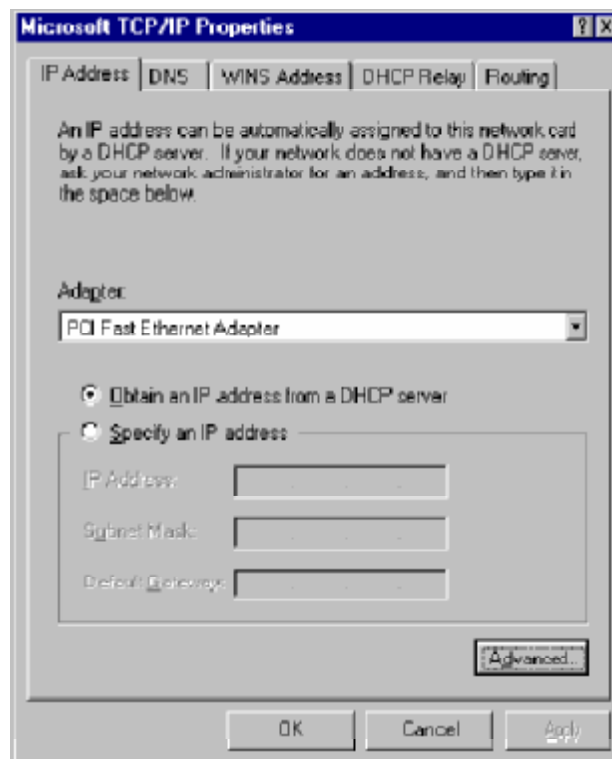 Microsoft TCP/IP Properties
IP Address DNS WINS Address DHCP Relay Routing
An IP address can be automatically assigned to this network card
by a DHCP server. If your network does not have a DHCP server,
ask your network administrator for an address, and then type it in
the space below.
Adapter:
PCI Fast Ethernet Adapter
Obtain an IP address from a DHCP server
Specify an IP address
IP Address:
Subnet Mask:
Default Gateway:
Advanced...
OK Cancel Apply